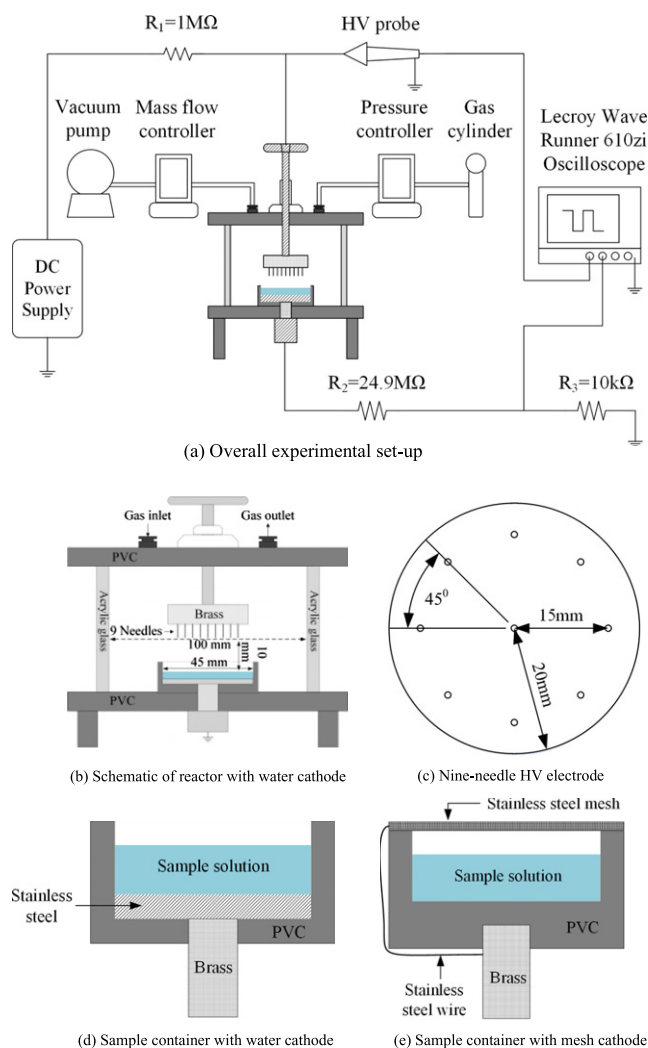 R1=1MΩ
HV probe
Vacuum
pump
Mass flow
controller
Pressure
controller
Gas
cylinder
Lecroy Wave
Runner 610zi
Oscilloscope
DC
Power
Supply
R2=24.9MΩ
R3=10kΩ
(a) Overall experimental set-up
Gas inlet
Gas outlet
PVC
Acrylic glass
Brass
Acrylic glass
9 Needles
100 mm
10
mm
45 mm
PVC
45⁰
15mm
20mm
(b) Schematic of reactor with water cathode
(c) Nine-needle HV electrode
Sample solution
Stainless
steel
PVC
Brass
Stainless steel mesh
Sample solution
PVC
Brass
Stainless
steel wire
(d) Sample container with water cathode
(e) Sample container with mesh cathode